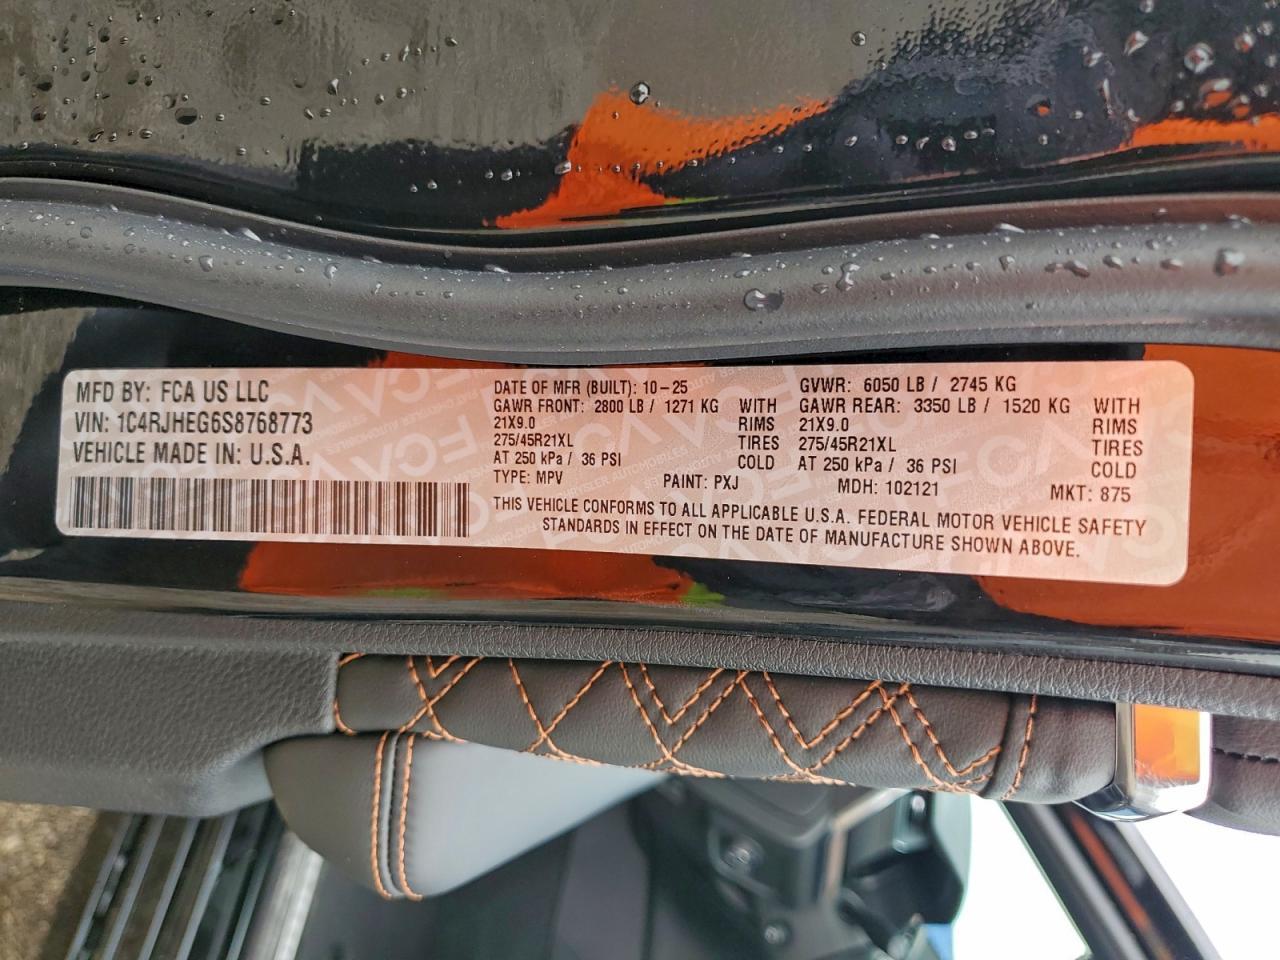 MFD BY: FCA US LLC
VIN: 1C4RJHEG6S8768773
VEHICLE MADE IN: U.S.A.
DATE OF MFR (BUILT): 10-25
GAWR FRONT: 2800 LB / 1271 KG WITH
21X9.0 RIMS
275/45R21XL TIRES
AT 250 kPa / 36 PSI COLD
GVWR: 6050 LB / 2745 KG
GAWR REAR: 3350 LB / 1520 KG WITH
21X9.0 RIMS
275/45R21XL TIRES
AT 250 kPa / 36 PSI COLD
TYPE: MPV PAINT: PXJ MDH: 102121 MKT: 875
THIS VEHICLE CONFORMS TO ALL APPLICABLE U.S.A. FEDERAL MOTOR VEHICLE SAFETY
STANDARDS IN EFFECT ON THE DATE OF MANUFACTURE SHOWN ABOVE.